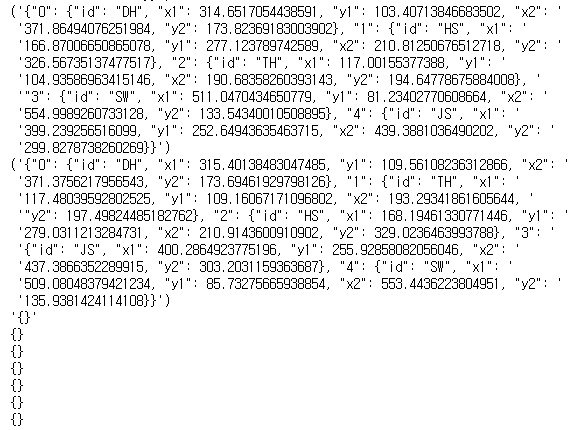 ('{"0": {"id": "DH", "x1": 314.6517054438591, "y1": 103.40713846683502, "x2": '
'371.86494076251984, "y2": 173.82369183003902}, "1": {"id": "HS", "x1": '
'166.87006650865078, "y1": 277.123789742589, "x2": 210.81250676512718, "y2": '
'326.56735137477517}, "2": {"id": "TH", "x1": 117.00155377388, "y1": '
'104.93586963415146, "x2": 190.68358260393143, "y2": 194.64778675884008}, '
'"3": {"id": "SW", "x1": 511.0470434650779, "y1": 81.23402770608664, "x2": '
'554.9989260733128, "y2": 133.54340010508895}, "4": {"id": "JS", "x1": '
'399.239256516099, "y1": 252.64943635463715, "x2": 439.3881036490202, "y2": '
'299.8278738260269}}')
('{"0": {"id": "DH", "x1": 315.40138483047485, "y1": 109.56108236312866, "x2": '
'371.3756217956543, "y2": 173.69461929798126}, "1": {"id": "TH", "x1": '
'117.48039592802525, "y1": 109.16067171096802, "x2": 193.29341861605644, '
'"y2": 197.49824485182762}, "2": {"id": "HS", "x1": 168.19461330771446, "y1": '
'279.0311213284731, "x2": 210.9143600910902, "y2": 329.0236463993788}, "3": '
'{"id": "JS", "x1": 400.2864923775196, "y1": 255.92858082056046, "x2": '
'437.3866352289915, "y2": 303.2031159363687}, "4": {"id": "SW", "x1": '
'509.08048379421234, "y1": 85.73275665938854, "x2": 553.4436223804951, "y2": '
'135.9381424114108}}')
'{}'
{}
{}
{}
{}
{}
{}